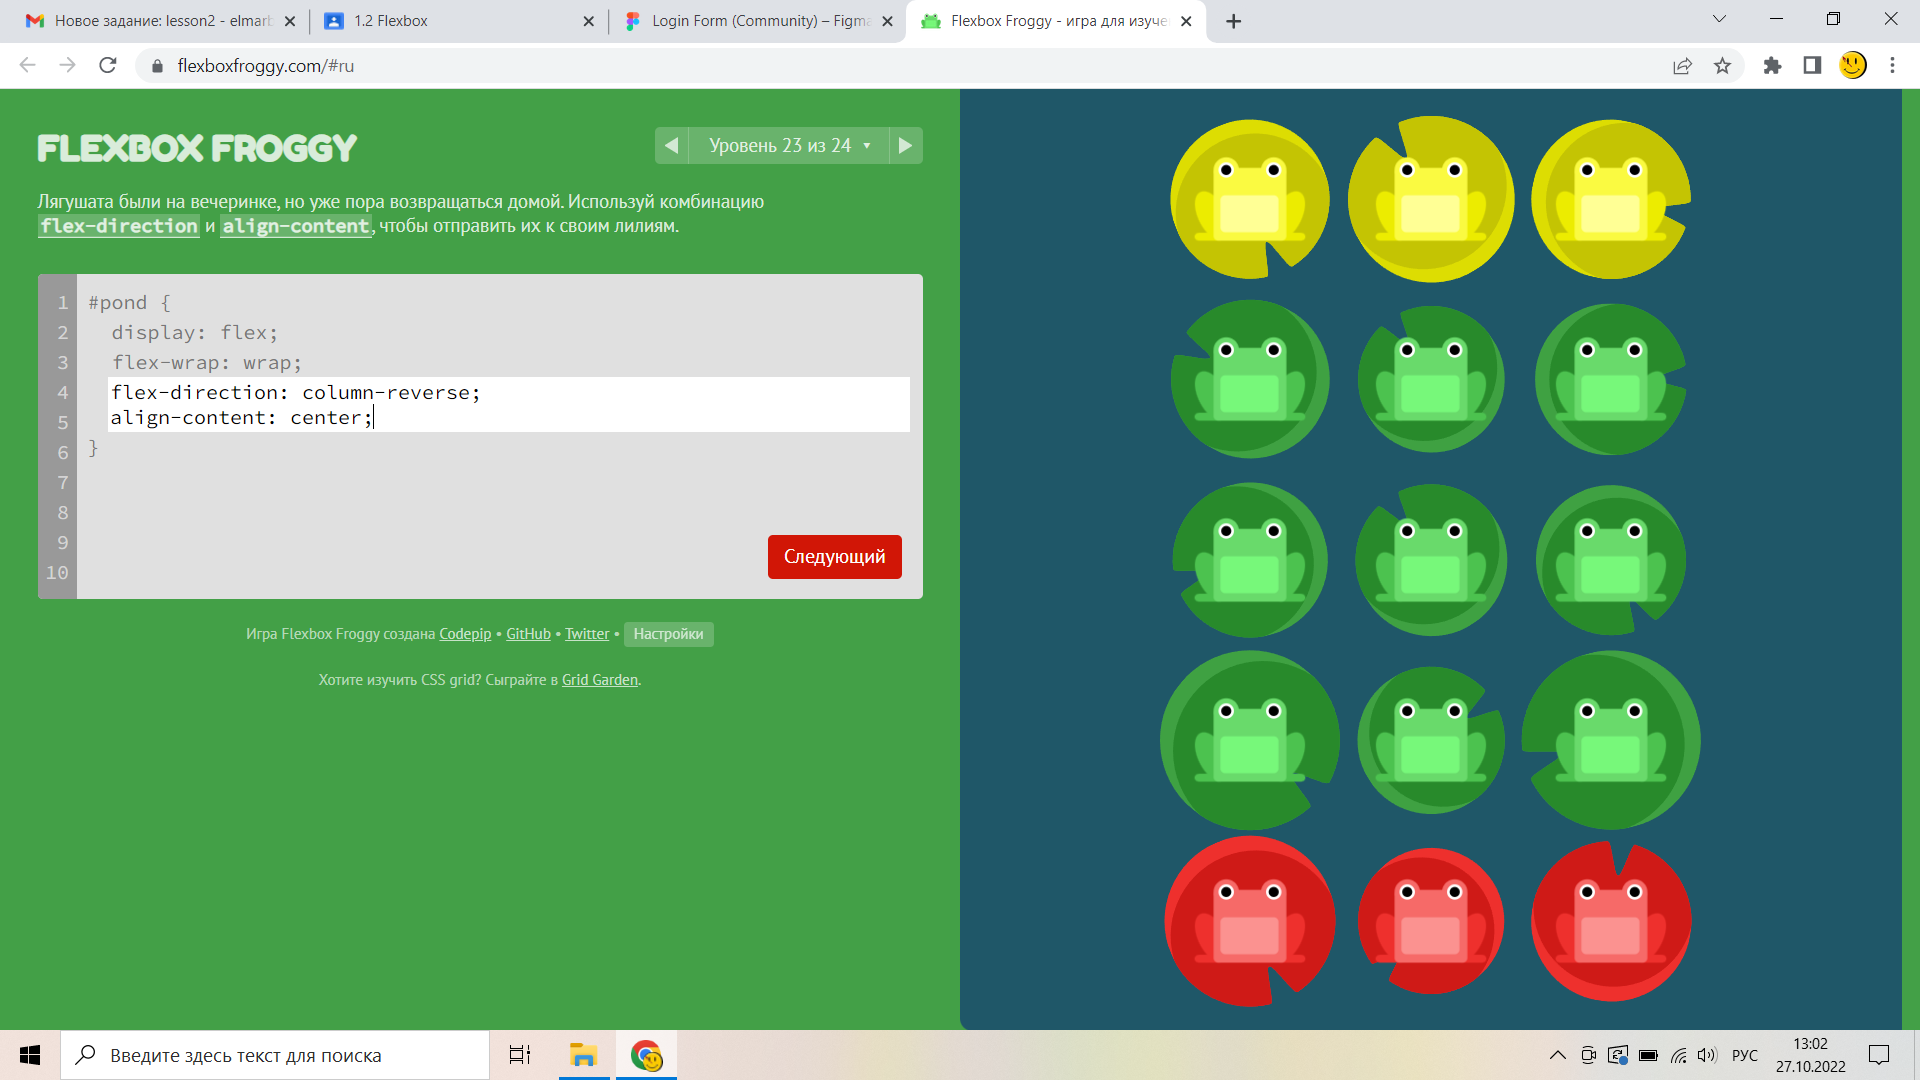 Новое задание: lesson2 - elmar
1.2 Flexbox
Login Form (Community) – Figma
Flexbox Froggy - игра для изуче
flexboxfroggy.com/#ru
FLEXBOX FROGGY
Уровень 23 из 24 ▼
Лягушата были на вечеринке, но уже пора возвращаться домой. Используй комбинацию
flex-direction и align-content, чтобы отправить их к своим лилиям.
1 #pond {
2 display: flex;
3 flex-wrap: wrap;
4 flex-direction: column-reverse;
5 align-content: center;
6 }
7
8
9
10
Следующий
Игра Flexbox Froggy создана Codepip • GitHub • Twitter • Настройки
Хотите изучить CSS grid? Сыграйте в Grid Garden.
Введите здесь текст для поиска
РУС
13:02
27.10.2022